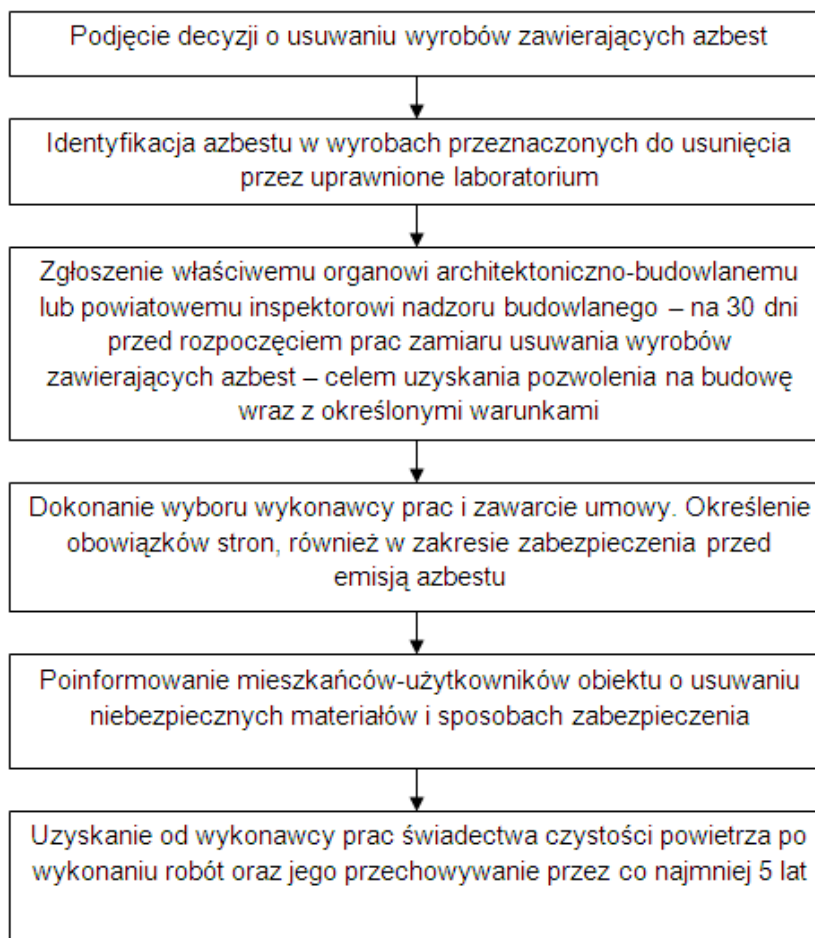 Podjęcie decyzji o usuwaniu wyrobów zawierających azbest
Identyfikacja azbestu w wyrobach przeznaczonych do usunięcia
przez uprawnione laboratorium
Zgłoszenie właściwemu organowi architektoniczno-budowlanemu
lub powiatowemu inspektorowi nadzoru budowlanego – na 30 dni
przed rozpoczęciem prac zamiaru usuwania wyrobów
zawierających azbest – celem uzyskania pozwolenia na budowę
wraz z określonymi warunkami
Dokonanie wyboru wykonawcy prac i zawarcie umowy. Określenie
obowiązków stron, również w zakresie zabezpieczenia przed
emisją azbestu
Poinformowanie mieszkańców-użytkowników obiektu o usuwaniu
niebezpiecznych materiałów i sposobach zabezpieczenia
Uzyskanie od wykonawcy prac świadectwa czystości powietrza po
wykonaniu robót oraz jego przechowywanie przez co najmniej 5 lat